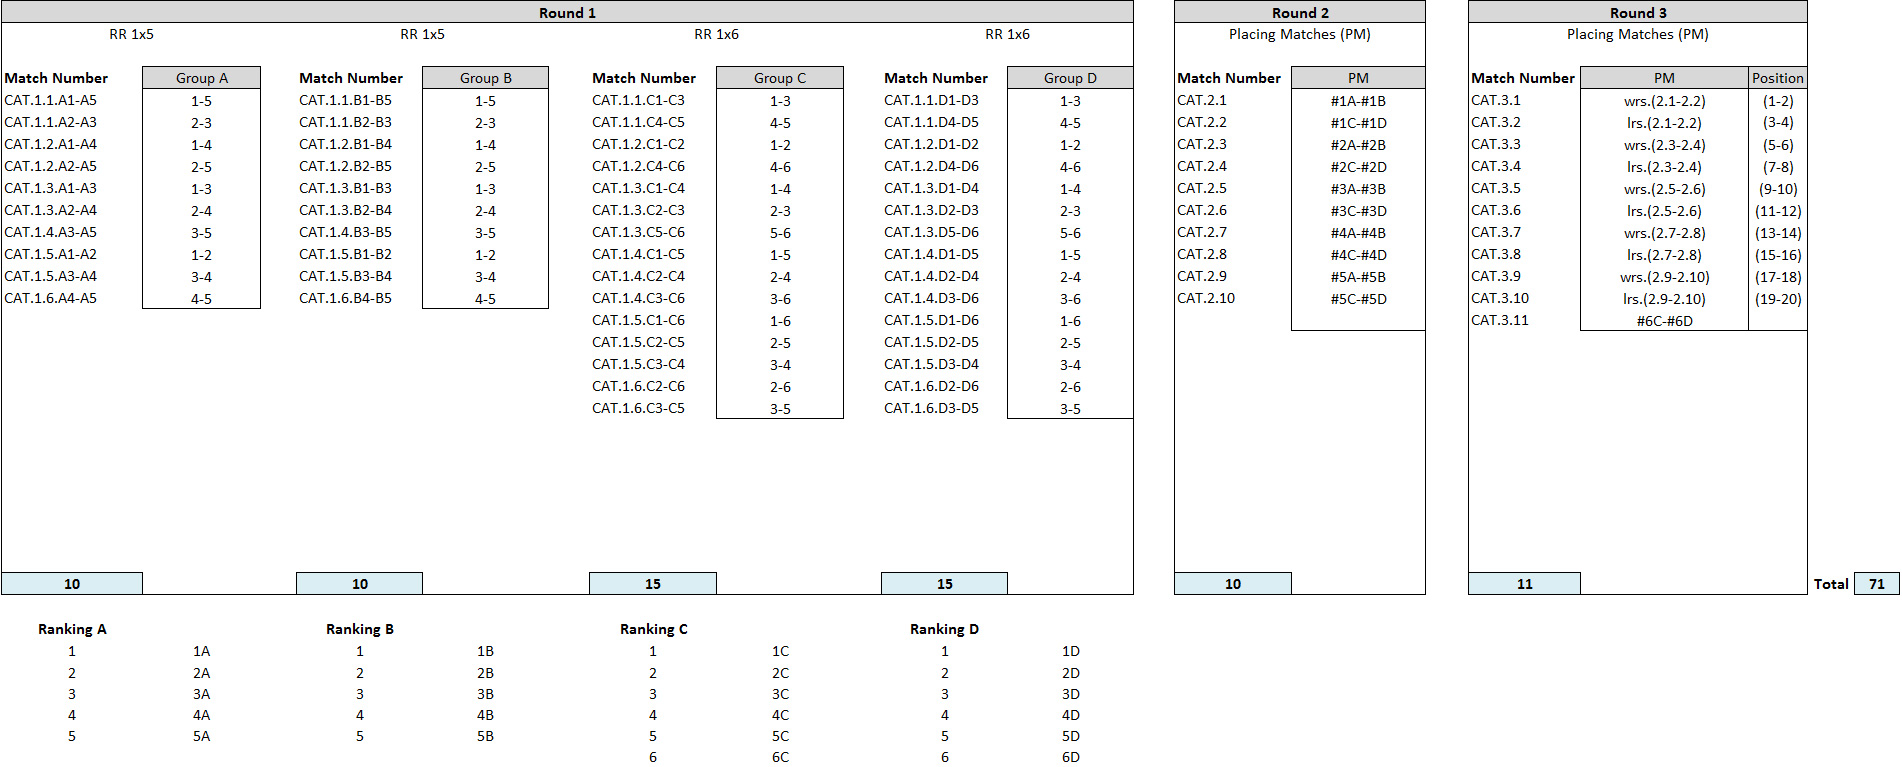 Round 1 Round 2 Round 3
RR 1x5 RR 1x5 RR 1x6 RR 1x6 Placing Matches (PM) Placing Matches (PM)
Match Number Group A Match Number Group B Match Number Group C Match Number Group D Match Number PM Match Number PM Position
CAT.1.1.A1-A5 1-5 CAT.1.1.B1-B5 1-5 CAT.1.1.C1-C3 1-3 CAT.1.1.D1-D3 1-3 CAT.2.1 #1A-#1B CAT.3.1 wrs.(2.1-2.2) (1-2)
CAT.1.1.A2-A3 2-3 CAT.1.1.B2-B3 2-3 CAT.1.1.C4-C5 4-5 CAT.1.1.D4-D5 4-5 CAT.2.2 #1C-#1D CAT.3.2 lrs.(2.1-2.2) (3-4)
CAT.1.2.A1-A4 1-4 CAT.1.2.B1-B4 1-4 CAT.1.2.C1-C2 1-2 CAT.1.2.D1-D2 1-2 CAT.2.3 #2A-#2B CAT.3.3 wrs.(2.3-2.4) (5-6)
CAT.1.2.A2-A5 2-5 CAT.1.2.B2-B5 2-5 CAT.1.2.C4-C6 4-6 CAT.1.2.D4-D6 4-6 CAT.2.4 #2C-#2D CAT.3.4 lrs.(2.3-2.4) (7-8)
CAT.1.3.A1-A3 1-3 CAT.1.3.B1-B3 1-3 CAT.1.3.C1-C4 1-4 CAT.1.3.D1-D4 1-4 CAT.2.5 #3A-#3B CAT.3.5 wrs.(2.5-2.6) (9-10)
CAT.1.3.A2-A4 2-4 CAT.1.3.B2-B4 2-4 CAT.1.3.C2-C3 2-3 CAT.1.3.D2-D3 2-3 CAT.2.6 #3C-#3D CAT.3.6 lrs.(2.5-2.6) (11-12)
CAT.1.4.A3-A5 3-5 CAT.1.4.B3-B5 3-5 CAT.1.3.C5-C6 5-6 CAT.1.3.D5-D6 5-6 CAT.2.7 #4A-#4B CAT.3.7 wrs.(2.7-2.8) (13-14)
CAT.1.5.A1-A2 1-2 CAT.1.5.B1-B2 1-2 CAT.1.4.C1-C5 1-5 CAT.1.4.D1-D5 1-5 CAT.2.8 #4C-#4D CAT.3.8 lrs.(2.7-2.8) (15-16)
CAT.1.5.A3-A4 3-4 CAT.1.5.B3-B4 3-4 CAT.1.4.C2-C4 2-4 CAT.1.4.D2-D4 2-4 CAT.2.9 #5A-#5B CAT.3.9 wrs.(2.9-2.10) (17-18)
CAT.1.6.A4-A5 4-5 CAT.1.6.B4-B5 4-5 CAT.1.4.C3-C6 3-6 CAT.1.4.D3-D6 3-6 CAT.2.10 #5C-#5D CAT.3.10 lrs.(2.9-2.10) (19-20)
CAT.1.5.C1-C6 1-6 CAT.1.5.D1-D6 1-6 CAT.3.11 #6C-#6D
CAT.1.5.C2-C5 2-5 CAT.1.5.D2-D5 2-5
CAT.1.5.C3-C4 3-4 CAT.1.5.D3-D4 3-4
CAT.1.6.C2-C6 2-6 CAT.1.6.D2-D6 2-6
CAT.1.6.C3-C5 3-5 CAT.1.6.D3-D5 3-5
10 10 15 15 10 11 Total 71
Ranking A Ranking B Ranking C Ranking D
1 1A 1 1B 1 1C 1 1D
2 2A 2 2B 2 2C 2 2D
3 3A 3 3B 3 3C 3 3D
4 4A 4 4B 4 4C 4 4D
5 5A 5 5B 5 5C 5 5D
6 6C 6 6D